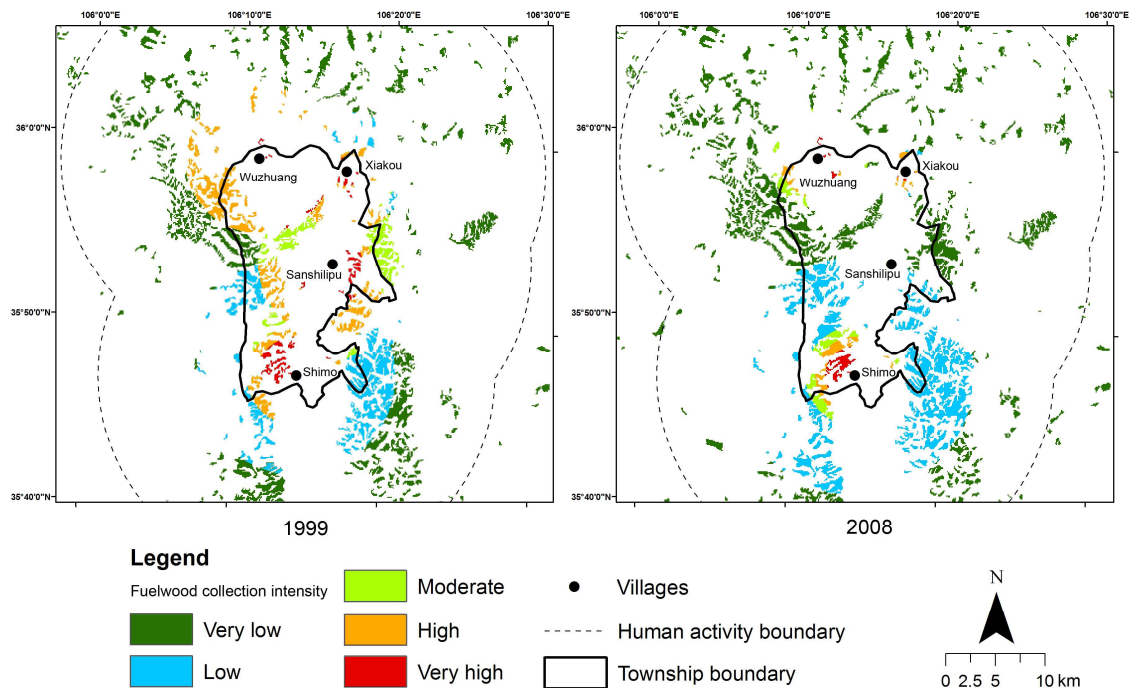 106°0'0"E 106°10'0"E 106°20'0"E 106°30'0"E
106°0'0"E 106°10'0"E 106°20'0"E 106°30'0"E
36°0'0"N
35°50'0"N
35°40'0"N
Wuzhuang
Xiakou
Sanshilipu
Shimo
36°0'0"N
35°50'0"N
35°40'0"N
Wuzhuang
Xiakou
Sanshilipu
Shimo
1999
2008
Legend
Fuelwood collection intensity
Very low
Low
Moderate
High
Very high
Villages
Human activity boundary
Township boundary
N
0 2.5 5 10 km